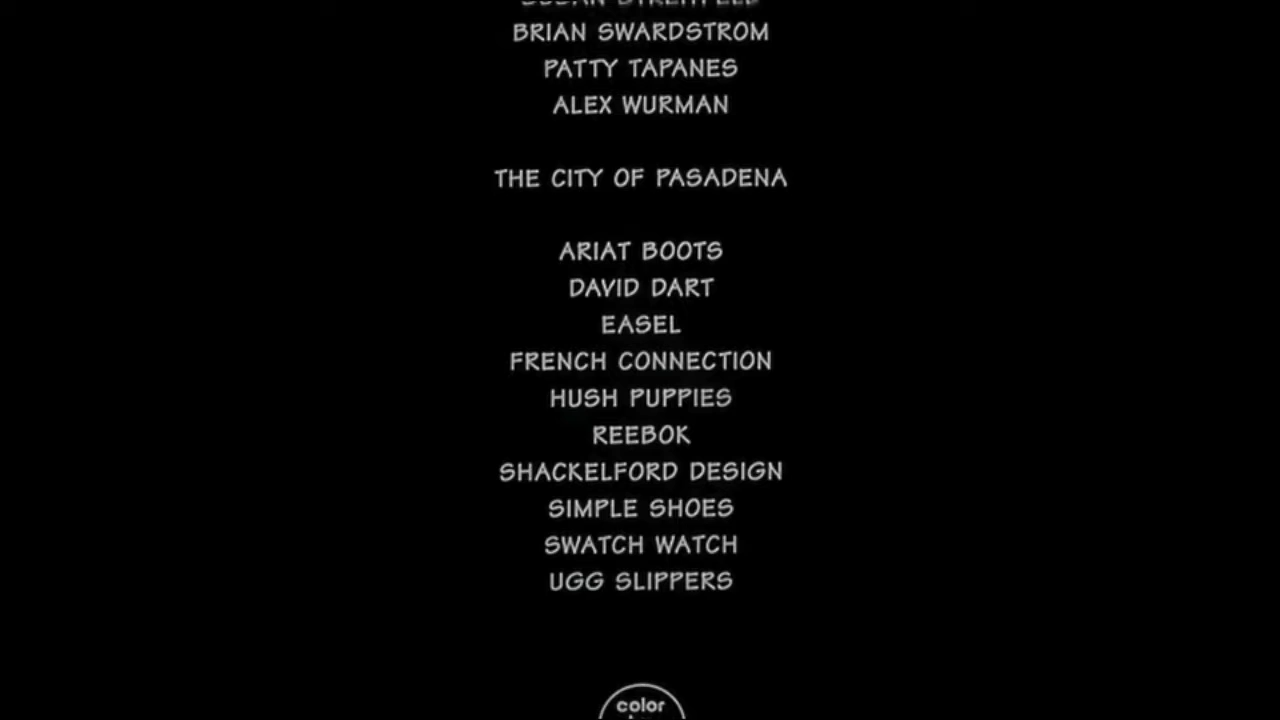 BRIAN SWARDSTROM
PATTY TAPANES
ALEX WURMAN
THE CITY OF PASADENA
ARIAT BOOTS
DAVID DART
EASEL
FRENCH CONNECTION
HUSH PUPPIES
REEBOK
SHACKELFORD DESIGN
SIMPLE SHOES
SWATCH WATCH
UGG SLIPPERS
color